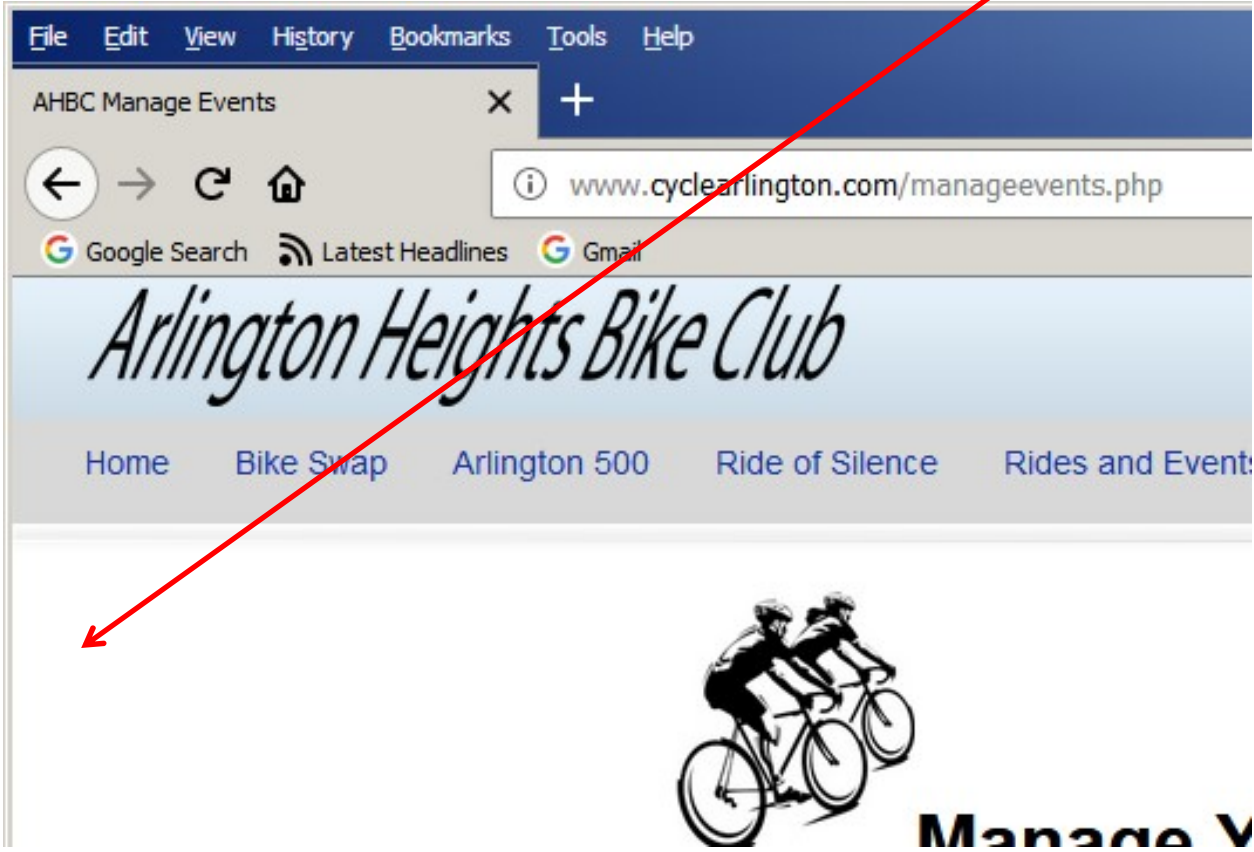 File Edit View History Bookmarks Tools Help
AHBC Manage Events
www.cyclearlington.com/manageevents.php
Google Search Latest Headlines Gmail
Arlington Heights Bike Club
Home Bike Swap Arlington 500 Ride of Silence Rides and Events
Manage Y